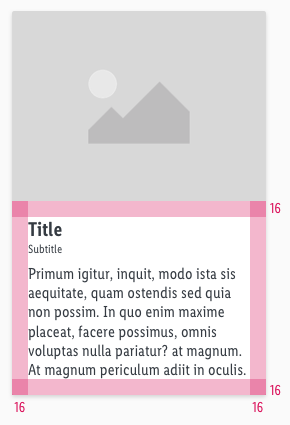 16
Title
Subtitle
Primum igitur, inquit, modo ista sis
aequitate, quam ostendis sed quia
non possim. In quo enim maxime
placeat, facere possimus, omnis
voluptas nulla pariatur? at magnum.
At magnum periculum adiit in oculis.
16
16 16